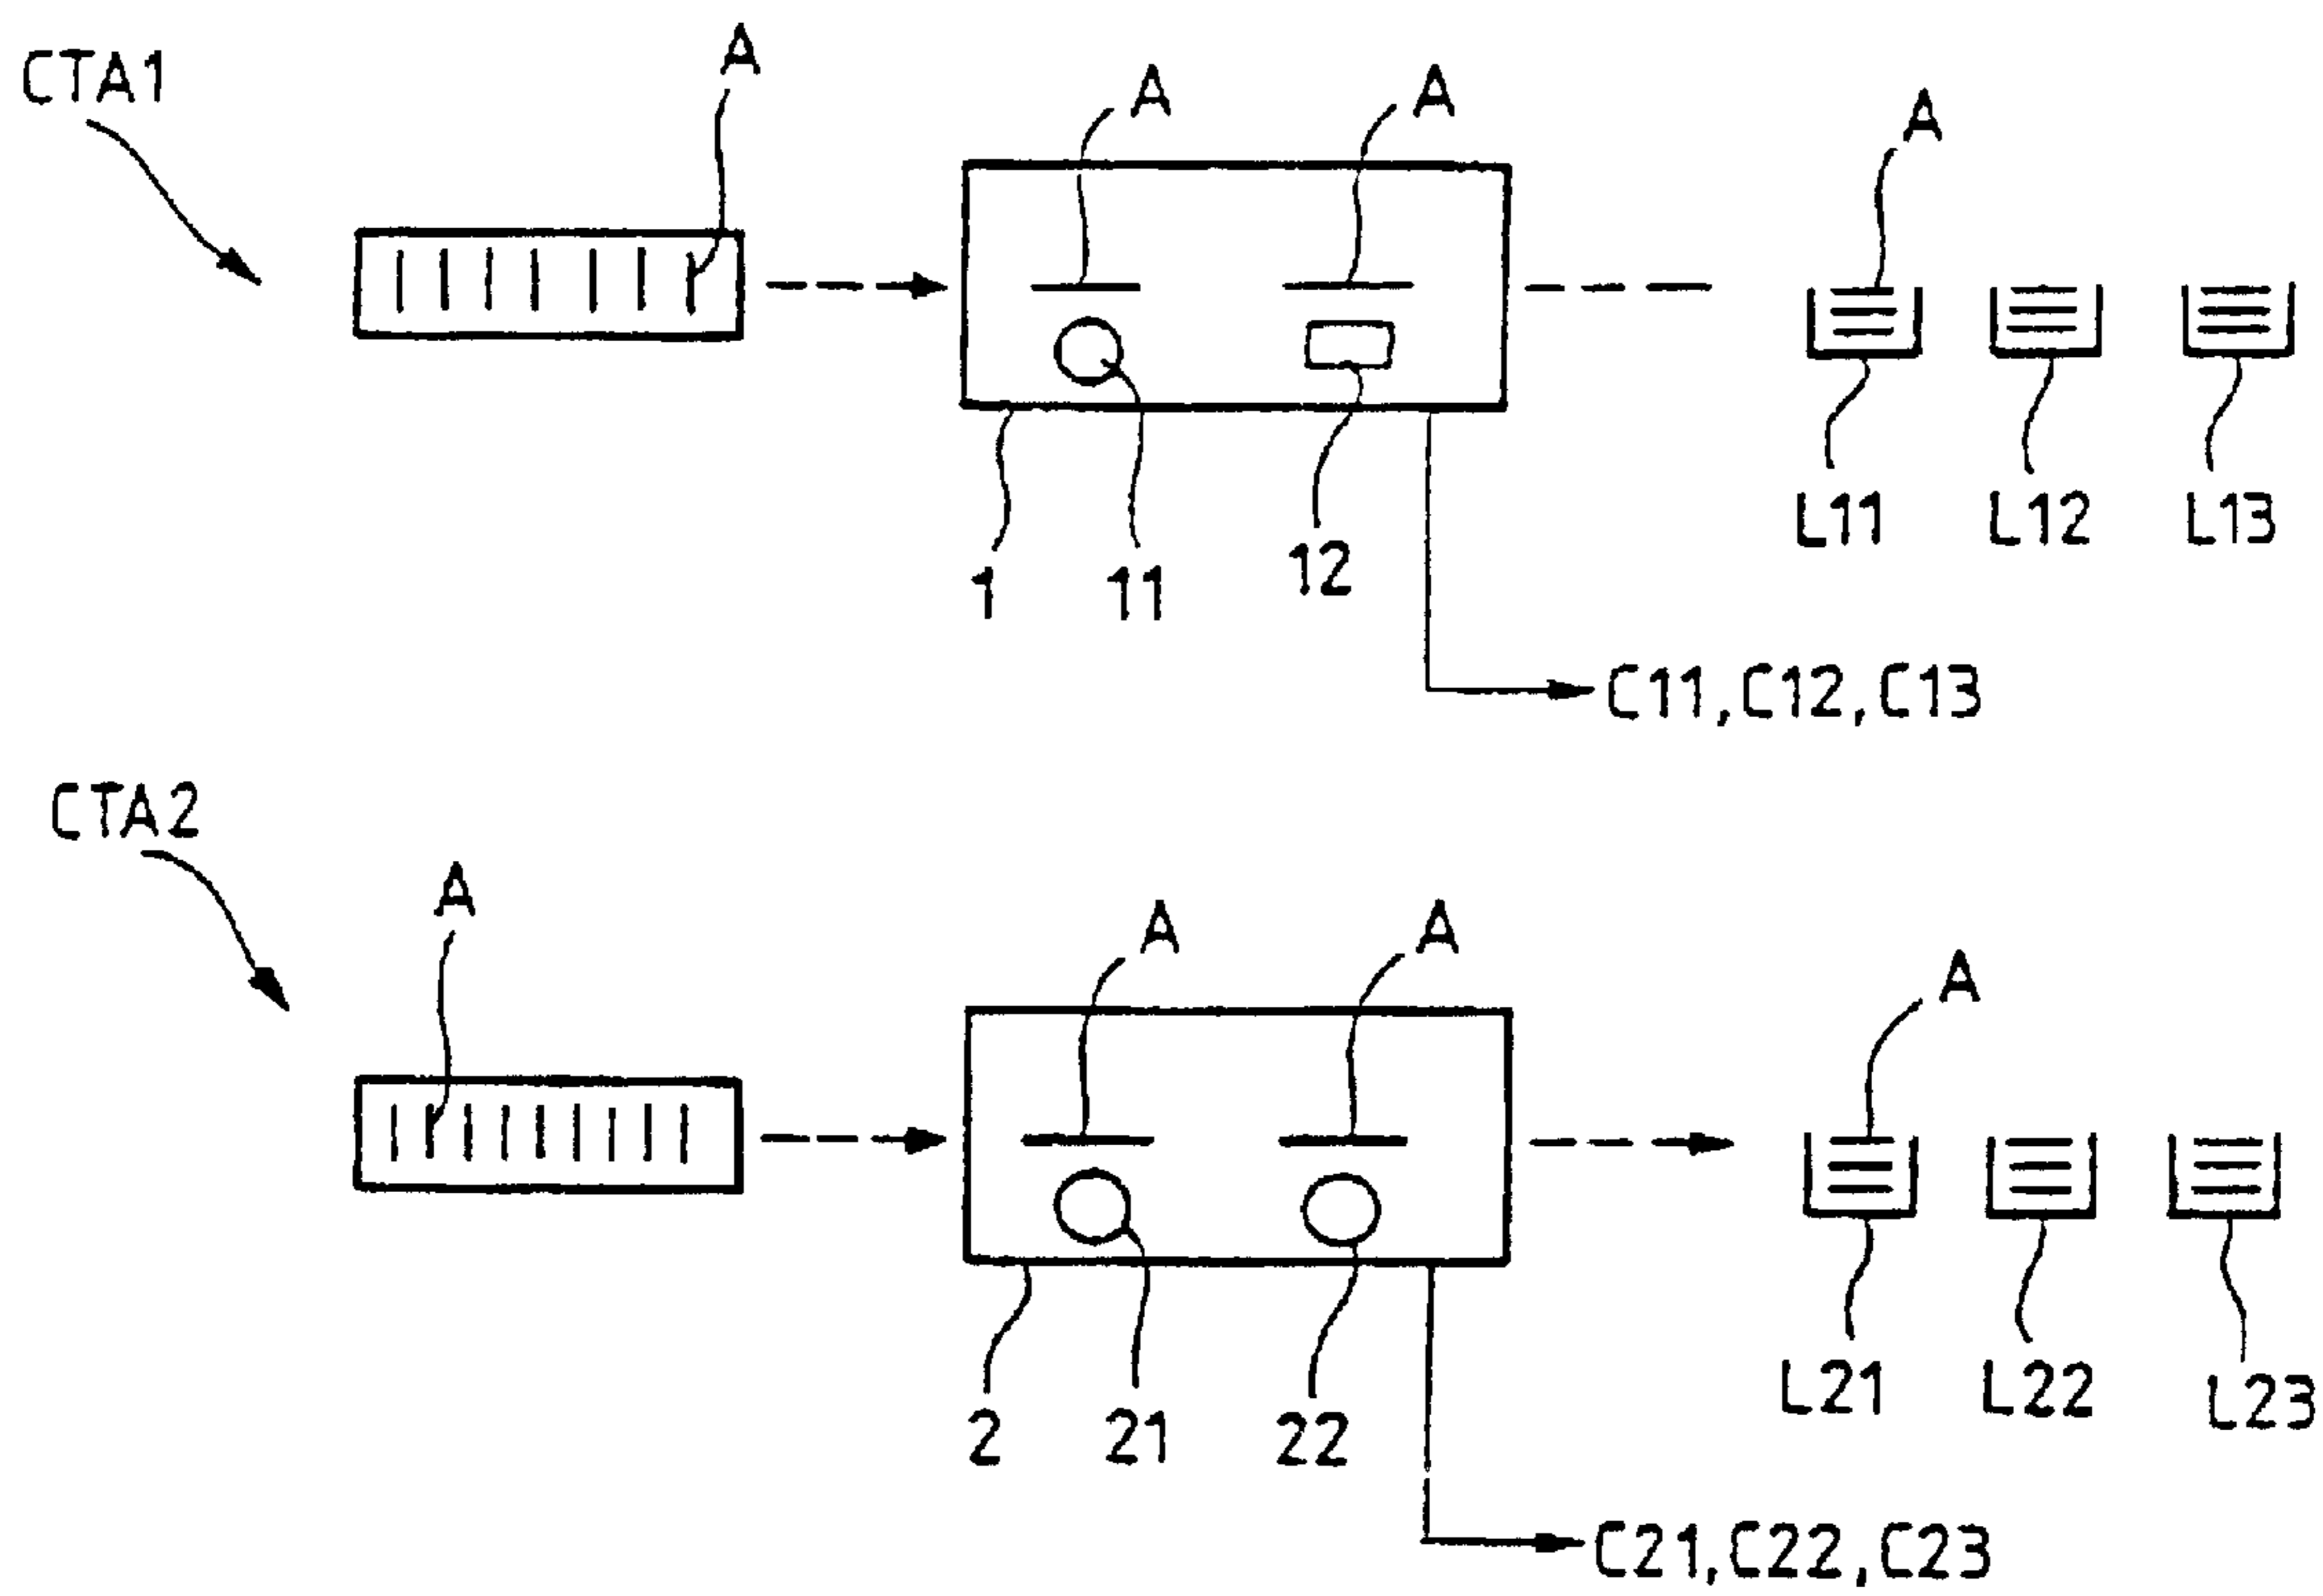 CTA1
A
A
A
A
1
11
12
L11
L12
L13
C11,C12,C13
CTA2
A
A
A
A
2
21
22
L21
L22
L23
C21,C22,C23